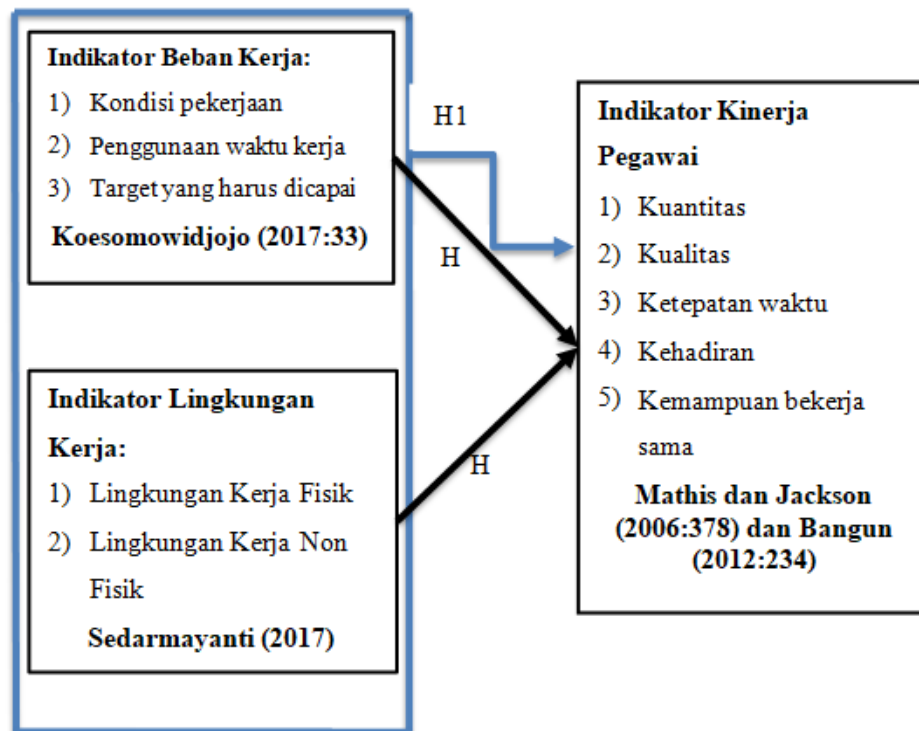 Indikator Beban Kerja:
1) Kondisi pekerjaan
2) Penggunaan waktu kerja
3) Target yang harus dicapai
Koesomowidjojo (2017:33)
Indikator Lingkungan
Kerja:
1) Lingkungan Kerja Fisik
2) Lingkungan Kerja Non
Fisik
Sedarmayanti (2017)
H1
H
H
Indikator Kinerja
Pegawai
1) Kuantitas
2) Kualitas
3) Ketepatan waktu
4) Kehadiran
5) Kemampuan bekerja
sama
Mathis dan Jackson
(2006:378) dan Bangun
(2012:234)